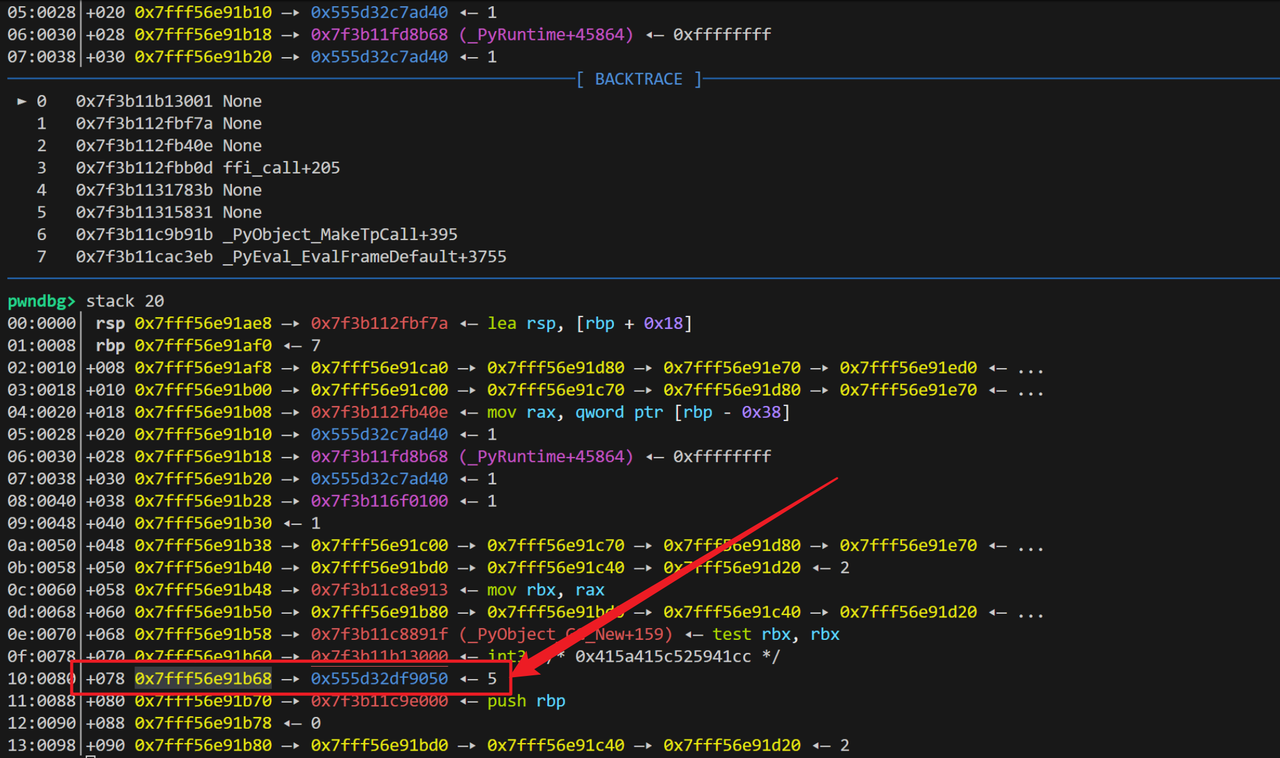 05:0028│+020 0x7fff56e91b10 —▸ 0x555d32c7ad40 ◂— 1
06:0030│+028 0x7fff56e91b18 —▸ 0x7f3b11fd8b68 (_PyRuntime+45864) ◂— 0xffffffff
07:0038│+030 0x7fff56e91b20 —▸ 0x555d32c7ad40 ◂— 1
[ BACKTRACE ]
► 0 0x7f3b11b13001 None
1 0x7f3b112fbf7a None
2 0x7f3b112fb40e None
3 0x7f3b112fbb0d ffi_call+205
4 0x7f3b1131783b None
5 0x7f3b11315831 None
6 0x7f3b11c9b91b _PyObject_MakeTpCall+395
7 0x7f3b11cac3eb _PyEval_EvalFrameDefault+3755
pwndbg> stack 20
00:0000│ rsp 0x7fff56e91ae8 —▸ 0x7f3b112fbf7a ◂— lea rsp, [rbp + 0x18]
01:0008│ rbp 0x7fff56e91af0 ◂— 7
02:0010│+008 0x7fff56e91af8 —▸ 0x7fff56e91ca0 —▸ 0x7fff56e91d80 —▸ 0x7fff56e91e70 —▸ 0x7fff56e91ed0 ◂— ...
03:0018│+010 0x7fff56e91b00 —▸ 0x7fff56e91c00 —▸ 0x7fff56e91c70 —▸ 0x7fff56e91d80 —▸ 0x7fff56e91e70 ◂— ...
04:0020│+018 0x7fff56e91b08 —▸ 0x7f3b112fb40e ◂— mov rax, qword ptr [rbp - 0x38]
05:0028│+020 0x7fff56e91b10 —▸ 0x555d32c7ad40 ◂— 1
06:0030│+028 0x7fff56e91b18 —▸ 0x7f3b11fd8b68 (_PyRuntime+45864) ◂— 0xffffffff
07:0038│+030 0x7fff56e91b20 —▸ 0x555d32c7ad40 ◂— 1
08:0040│+038 0x7fff56e91b28 —▸ 0x7f3b116f0100 ◂— 1
09:0048│+040 0x7fff56e91b30 ◂— 1
0a:0050│+048 0x7fff56e91b38 —▸ 0x7fff56e91c00 —▸ 0x7fff56e91c70 —▸ 0x7fff56e91d80 —▸ 0x7fff56e91e70 ◂— ...
0b:0058│+050 0x7fff56e91b40 —▸ 0x7fff56e91bd0 —▸ 0x7fff56e91c40 —▸ 0x7fff56e91d20 ◂— 2
0c:0060│+058 0x7fff56e91b48 —▸ 0x7f3b11c8e913 ◂— mov rbx, rax
0d:0068│+060 0x7fff56e91b50 —▸ 0x7fff56e91b80 —▸ 0x7fff56e91bd0 —▸ 0x7fff56e91c40 —▸ 0x7fff56e91d20 ◂— ...
0e:0070│+068 0x7fff56e91b58 —▸ 0x7f3b11c8891f (_PyObject_GC_New+159) ◂— test rbx, rbx
0f:0078│+070 0x7fff56e91b60 —▸ 0x7f3b11b13000 ◂— int3 /* 0x415a415c525941cc */
10:0080│+078 0x7fff56e91b68 —▸ 0x555d32df9050 ◂— 5
11:0088│+080 0x7fff56e91b70 —▸ 0x7f3b11c9e000 ◂— push rbp
12:0090│+088 0x7fff56e91b78 ◂— 0
13:0098│+090 0x7fff56e91b80 —▸ 0x7fff56e91bd0 —▸ 0x7fff56e91c40 —▸ 0x7fff56e91d20 ◂— 2